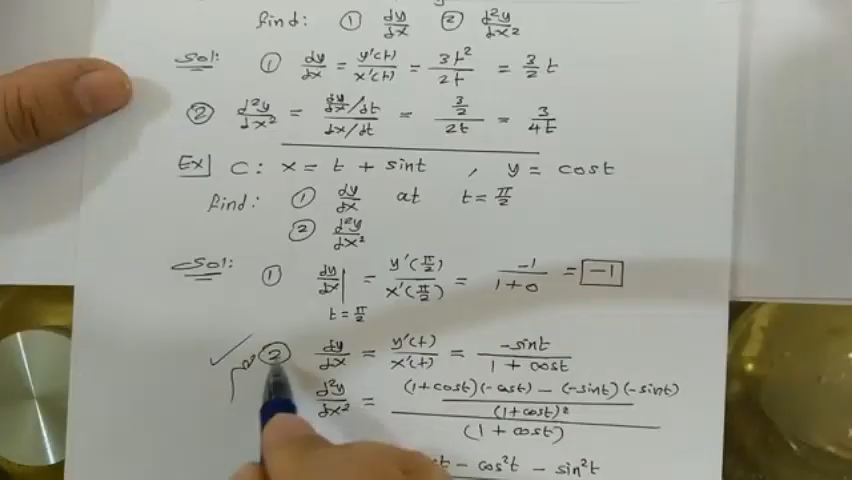 find: ① dy/dx ② d²y/dx²
Sol: ① dy/dx = y'(t)/x'(t) = 3t²/2t = 3/2 t
② d²y/dx² = (dy/dx/dt)/(dx/dt) = (3/2)/2t = 3/4t
Ex] C: x = t + sint , y = cost
find: ① dy/dx at t = π/2
② d²y/dx²
Sol: ① dy/dx | t = π/2 = y'(π/2)/x'(π/2) = -1/(1+0) = -1
② dy/dx = y'(t)/x'(t) = -sint/(1 + cost)
d²y/dx² = ((1+cost)(-cost) - (-sint)(-sint)/(1+cost)²)/(1 + cost)
- cos²t - sin²t